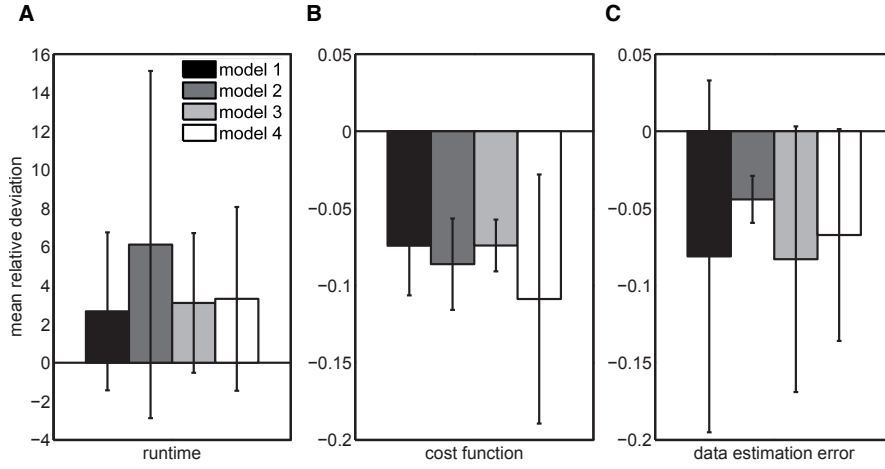 A
B
C
mean relative deviation
16
14
12
10
8
6
4
2
0
−2
−4
model 1
model 2
model 3
model 4
runtime
0.05
0
−0.05
−0.1
−0.15
−0.2
cost function
0.05
0
−0.05
−0.1
−0.15
−0.2
data estimation error